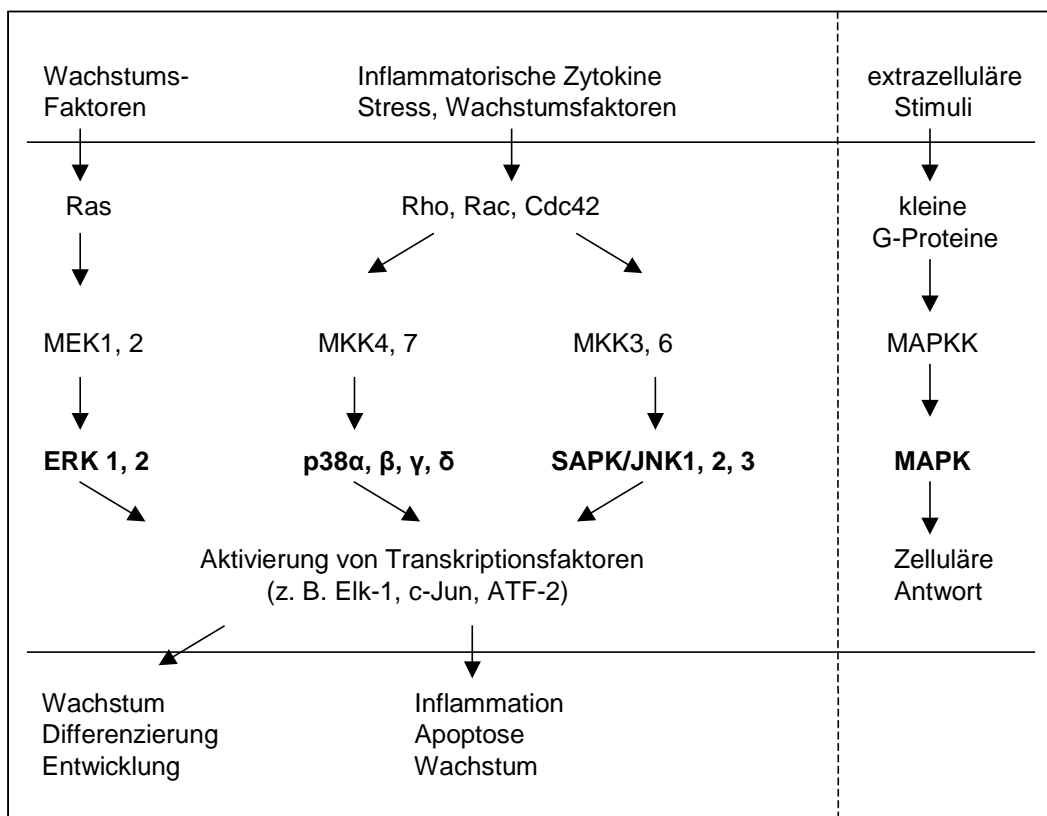 Wachstums-
Faktoren
Inflammatorische Zytokine
Stress, Wachstumsfaktoren
extrazelluläre
Stimuli
Ras
Rho, Rac, Cdc42
kleine
G-Proteine
MEK1, 2
MKK4, 7
MKK3, 6
MAPKK
ERK 1, 2
p38α, β, γ, δ
SAPK/JNK1, 2, 3
MAPK
Aktivierung von Transkriptionsfaktoren
(z. B. Elk-1, c-Jun, ATF-2)
Zelluläre
Antwort
Wachstum
Differenzierung
Entwicklung
Inflammation
Apoptose
Wachstum